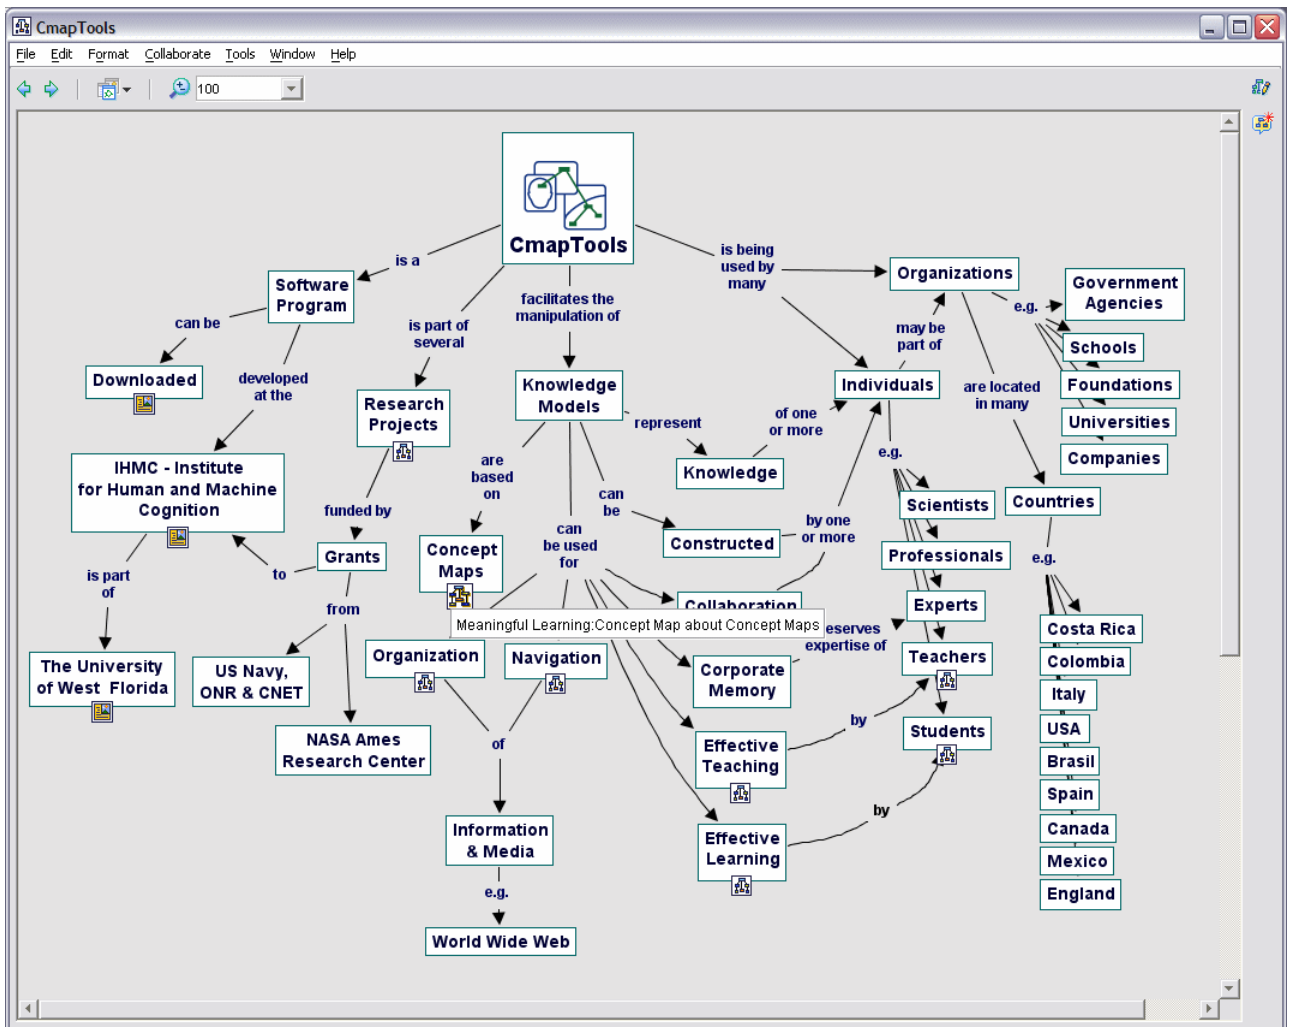 CmapTools
File Edit Format Collaborate Tools Window Help
100
CmapTools
is a
is being
used by
many
Software
Program
Organizations
Government
Agencies
e.g.
facilitates the
manipulation of
can be
is part of
several
may be
part of
Schools
Downloaded
developed
at the
Knowledge
Models
Individuals
are located
in many
Foundations
Research
Projects
represent
of one
or more
Universities
IHMC - Institute
for Human and Machine
Cognition
are
based
on
Knowledge
e.g.
Companies
can
be
Scientists
Countries
funded by
can
be used
for
by one
or more
Constructed
Professionals
e.g.
Grants
Concept
Maps
to
is part
of
from
Collaboration
Experts
Costa Rica
Meaningful Learning:Concept Map about Concept Maps
expertise of
The University
of West Florida
US Navy,
ONR & CNET
Organization
Navigation
Corporate
Memory
Teachers
Colombia
Italy
by
Students
USA
NASA Ames
Research Center
of
Effective
Teaching
Brasil
Spain
by
Information
& Media
Effective
Learning
Canada
Mexico
e.g.
England
World Wide Web